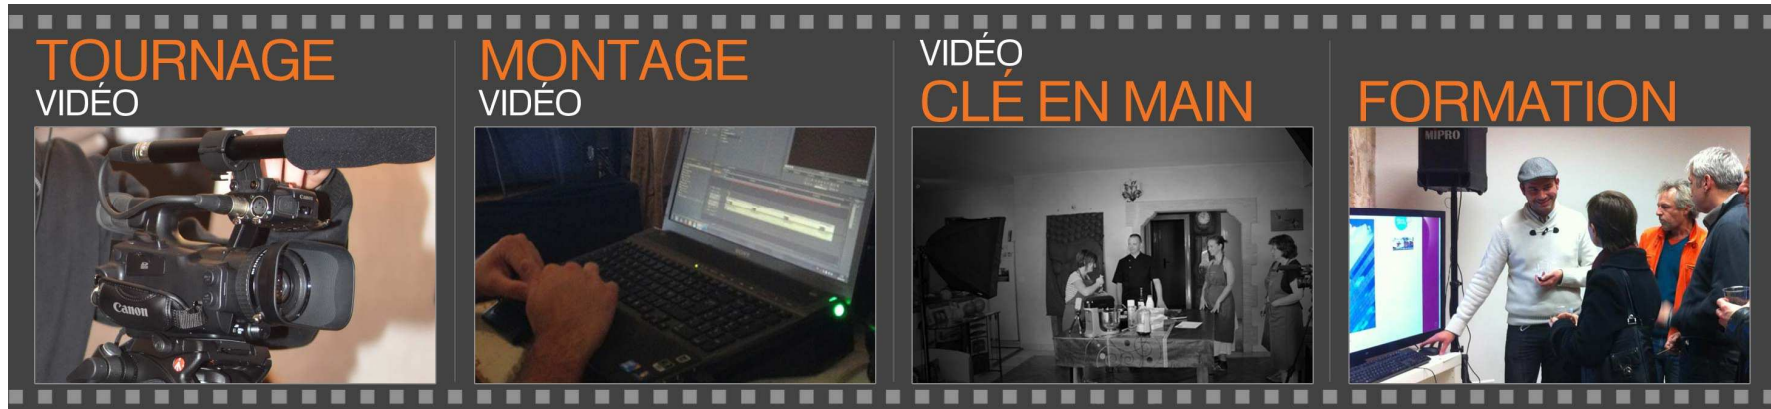 TOURNAGE
VIDÉO
MONTAGE
VIDÉO
VIDÉO
CLÉ EN MAIN
FORMATION
Canon
MIPRO